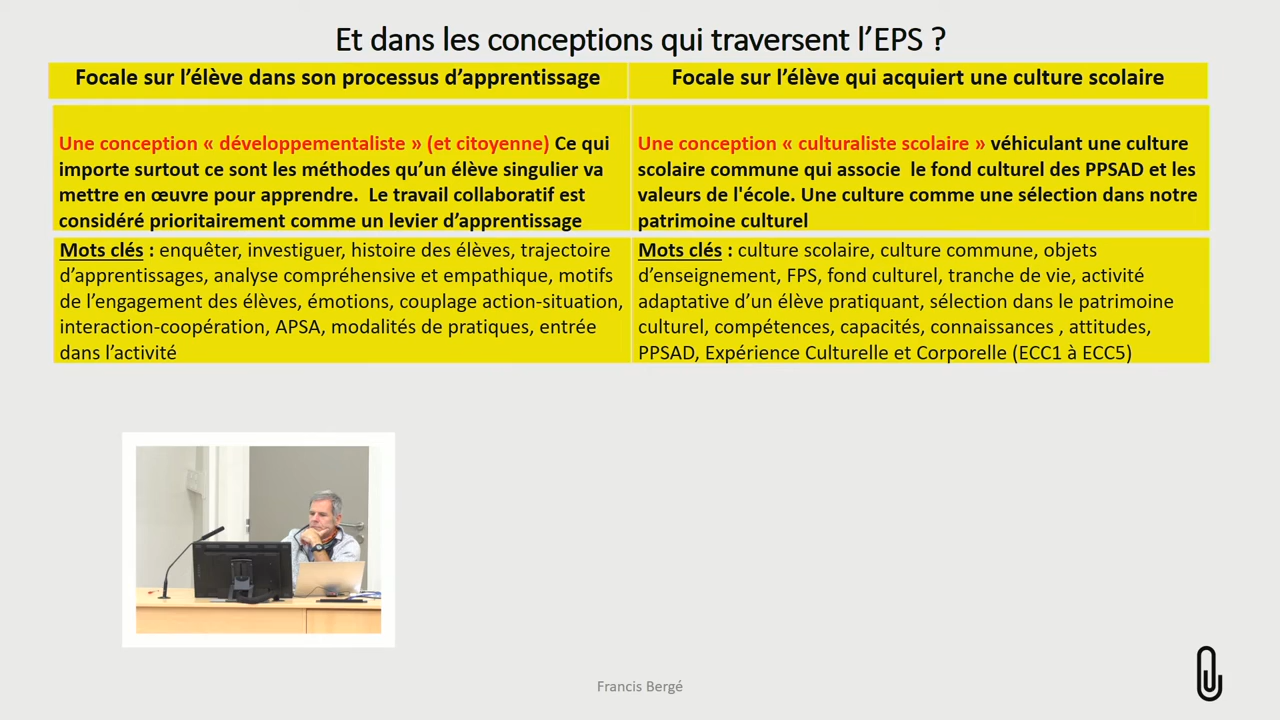 Et dans les conceptions qui traversent l’EPS ?
Focale sur l’élève dans son processus d’apprentissage
Focale sur l’élève qui acquiert une culture scolaire
Une conception « développementaliste » (et citoyenne) Ce qui
importe surtout ce sont les méthodes qu’un élève singulier va
mettre en œuvre pour apprendre.  Le travail collaboratif est
considéré prioritairement comme un levier d’apprentissage
Une conception « culturaliste scolaire » véhiculant une culture
scolaire commune qui associe  le fond culturel des PPSAD et les
valeurs de l'école. Une culture comme une sélection dans notre
patrimoine culturel
Mots clés : enquêter, investiguer, histoire des élèves, trajectoire
d’apprentissages, analyse compréhensive et empathique, motifs
de l’engagement des élèves, émotions, couplage action-situation,
interaction-coopération, APSA, modalités de pratiques, entrée
dans l’activité
Mots clés : culture scolaire, culture commune, objets
d’enseignement, FPS, fond culturel, tranche de vie, activité
adaptative d’un élève pratiquant, sélection dans le patrimoine
culturel, compétences, capacités, connaissances , attitudes,
PPSAD, Expérience Culturelle et Corporelle (ECC1 à ECC5)
Francis Bergé